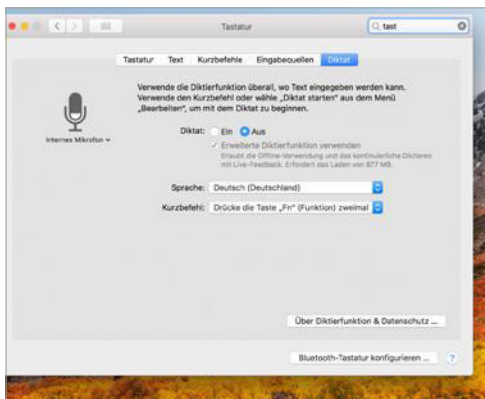 Tastatur
tast
Tastatur Text Kurzbefehle Eingabequellen Diktat
Verwende die Diktierfunktion überall, wo Text eingegeben werden kann.
Verwende den Kurzbefehl oder wähle „Diktat starten“ aus dem Menü
„Bearbeiten“, um mit dem Diktat zu beginnen.
Internes Mikrofon
Diktat: Ein Aus
Erweiterte Diktierfunktion verwenden
Erlaubt die Offline-Verwendung und das kontinuierliche Diktieren
mit Live-Feedback. Erfordert das Laden von 877 MB.
Sprache: Deutsch (Deutschland)
Kurzbefehl: Drücke die Taste „Fn“ (Funktion) zweimal
Über Diktierfunktion & Datenschutz ...
Bluetooth-Tastatur konfigurieren ... ?